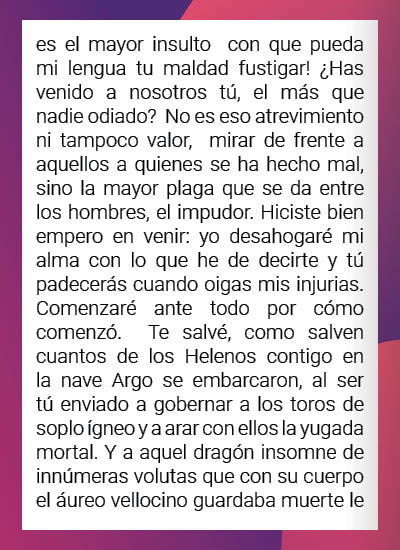 es el mayor insulto con que pueda
mi lengua tu maldad fustigar! ¿Has
venido a nosotros tú, el más que
nadie odiado? No es eso atrevimiento
ni tampoco valor, mirar de frente a
aquellos a quienes se ha hecho mal,
sino la mayor plaga que se da entre
los hombres, el impudor. Hiciste bien
empero en venir: yo desahogaré mi
alma con lo que he de decirte y tú
padecerás cuando oigas mis injurias.
Comenzaré ante todo por cómo
comenzó. Te salvé, como salven
cuantos de los Helenos contigo en
la nave Argo se embarcaron, al ser
tú enviado a gobernar a los toros de
soplo ígneo y a arar con ellos la yugada
mortal. Y a aquel dragón insomne de
innúmeras volutas que con su cuerpo
el áureo vellocino guardaba muerte le